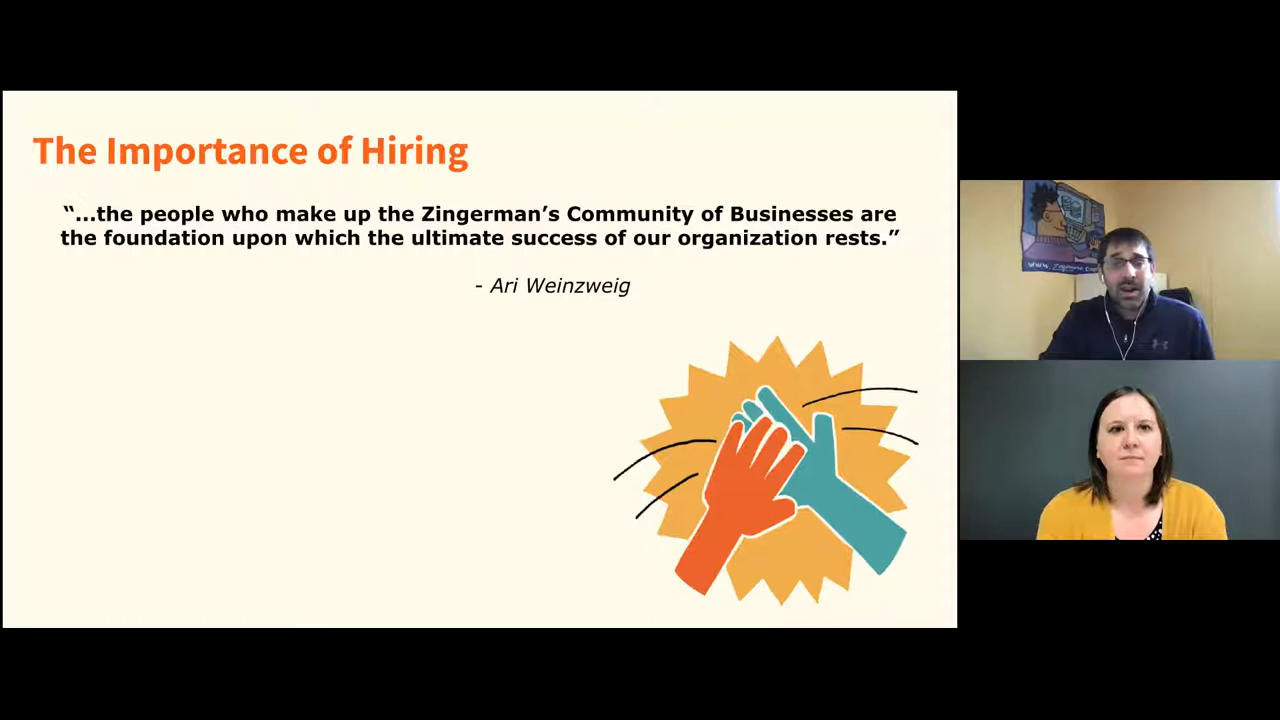 The Importance of Hiring
“...the people who make up the Zingerman’s Community of Businesses are
the foundation upon which the ultimate success of our organization rests.”
- Ari Weinzweig